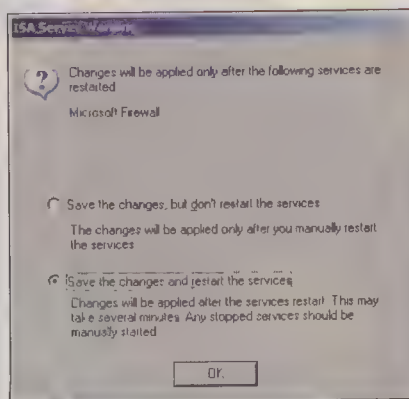 ISA Server Warning
Changes will be applied only after the following services are
restarted
Microsoft Firewall
Save the changes, but don't restart the services
The changes will be applied only after you manually restart
the services
Save the changes and restart the services
Changes will be applied after the services restart. This may
take several minutes. Any stopped services should be
manually started
OK